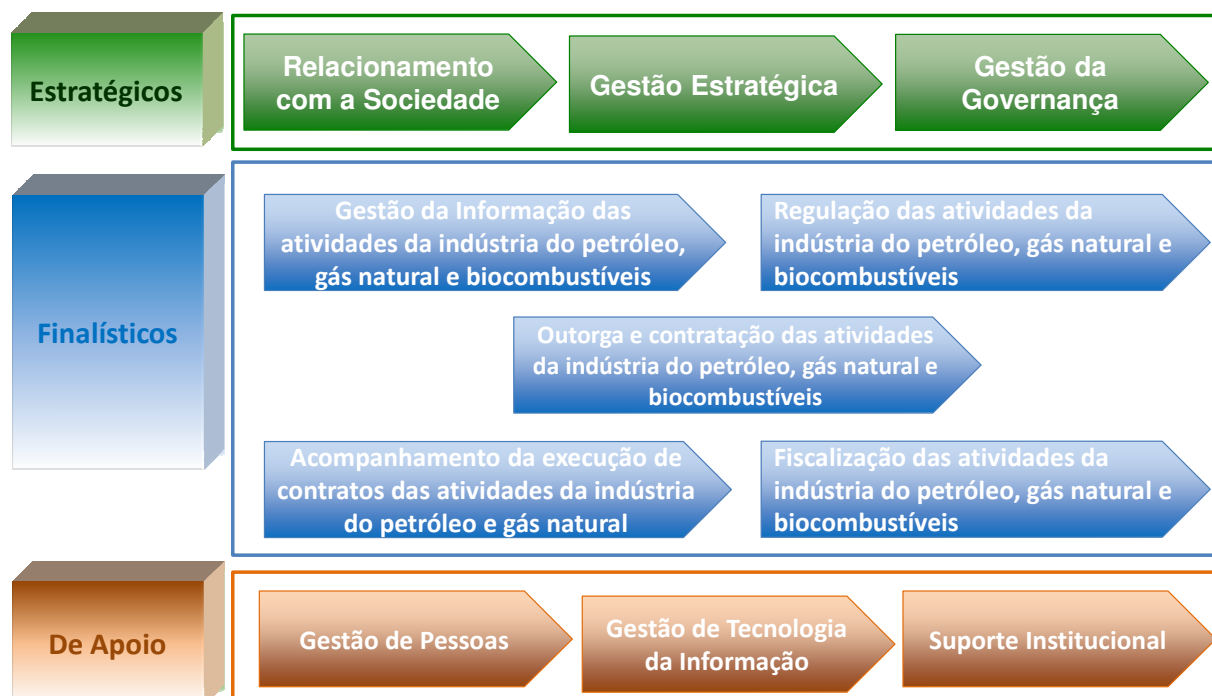 Estratégicos
Relacionamento
com a Sociedade
Gestão Estratégica
Gestão da
Governança
Finalísticos
Gestão da Informação das
atividades da indústria do petróleo,
gás natural e biocombustíveis
Regulação das atividades da
indústria do petróleo, gás natural e
biocombustíveis
Outorga e contratação das atividades
da indústria do petróleo, gás natural e
biocombustíveis
Acompanhamento da execução de
contratos das atividades da indústria
do petróleo e gás natural
Fiscalização das atividades da
indústria do petróleo, gás natural e
biocombustíveis
De Apoio
Gestão de Pessoas
Gestão de Tecnologia
da Informação
Suporte Institucional